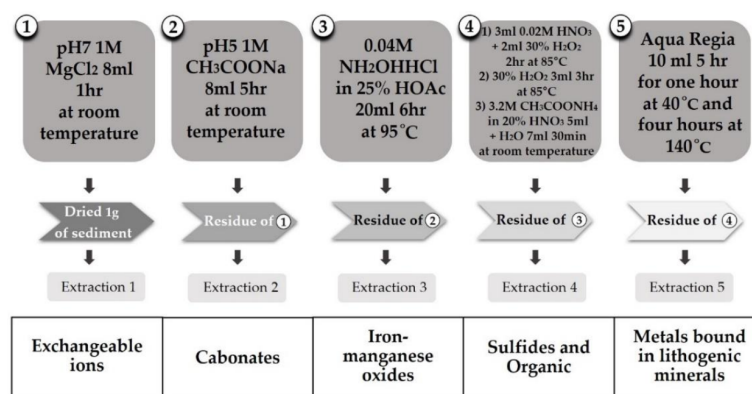 1
pH7 1M
MgCl2 8ml
1hr
at room
temperature
2
pH5 1M
CH3COONa
8ml 5hr
at room
temperature
3
0.04M
NH2OHHCl
in 25% HOAc
20ml 6hr
at 95˚C
4
1) 3ml 0.02M HNO3
+ 2ml 30% H2O2
2hr at 85˚C
2) 30% H2O2 3ml 3hr
at 85˚C
3) 3.2M CH3COONH4
in 20% HNO3 5ml
+ H2O 7ml 30min
at room temperature
5
Aqua Regia
10 ml 5 hr
for one hour
at 40˚C and
four hours at
140˚C
Dried 1g
of sediment
Residue of ①
Residue of ②
Residue of ③
Residue of ④
Extraction 1
Extraction 2
Extraction 3
Extraction 4
Extraction 5
Exchangeable
ions
Cabonates
Iron-
manganese
oxides
Sulfides and
Organic
Metals bound
in lithogenic
minerals